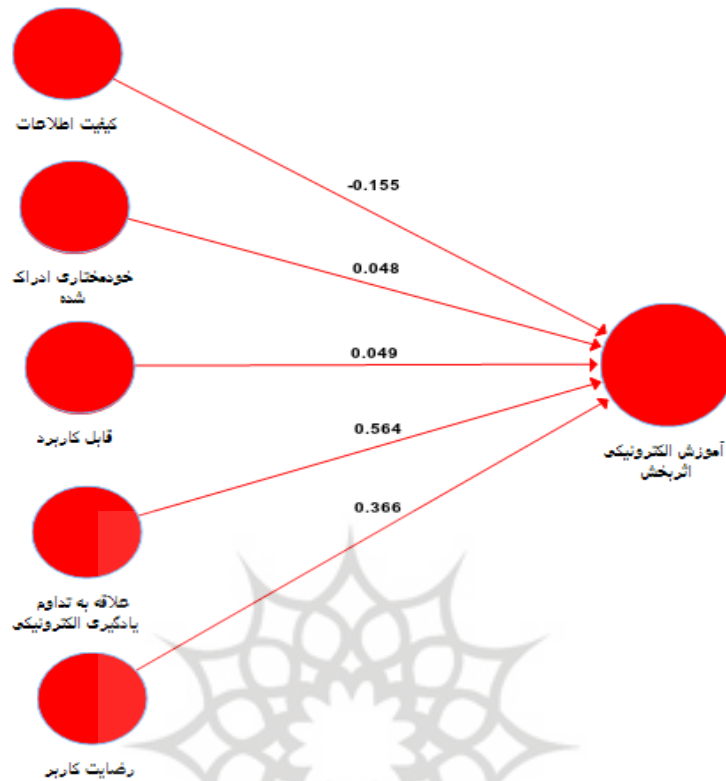 کیفیت اطلاعات
-0.155
خودمختاری ادراک
شده
0.048
قابل کاربرد
0.049
آموزش الکترونیکی
اثربخش
0.564
علاقه به تداوم
یادگیری الکترونیکی
0.366
رضایت کاربر